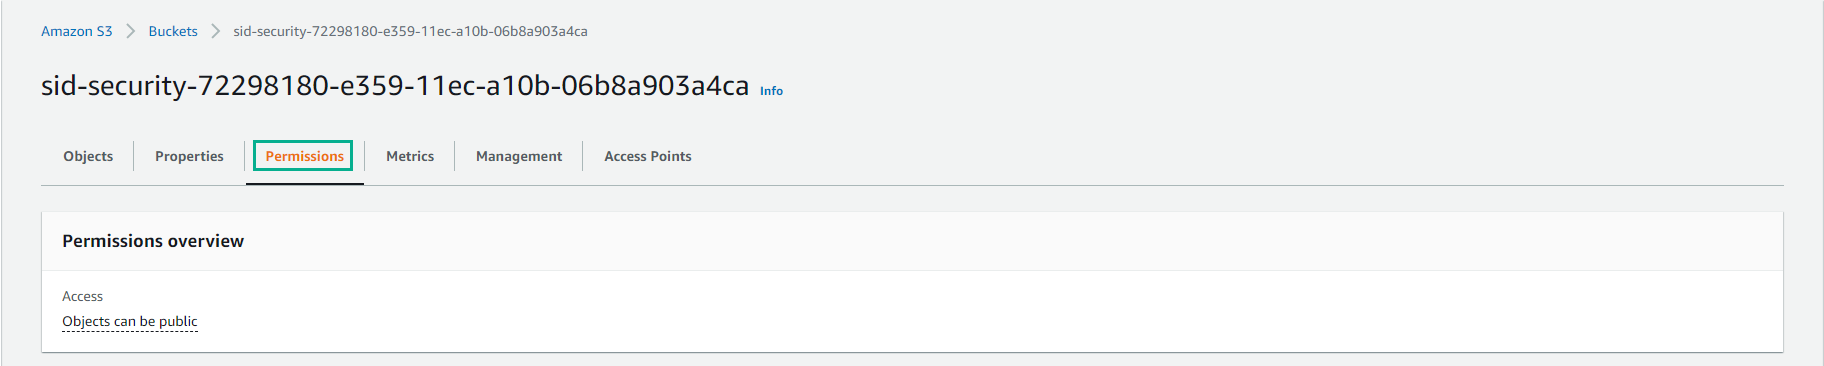 Amazon S3 > Buckets > sid-security-72298180-e359-11ec-a10b-06b8a903a4ca
sid-security-72298180-e359-11ec-a10b-06b8a903a4ca Info
Objects Properties Permissions Metrics Management Access Points
Permissions overview
Access
Objects can be public